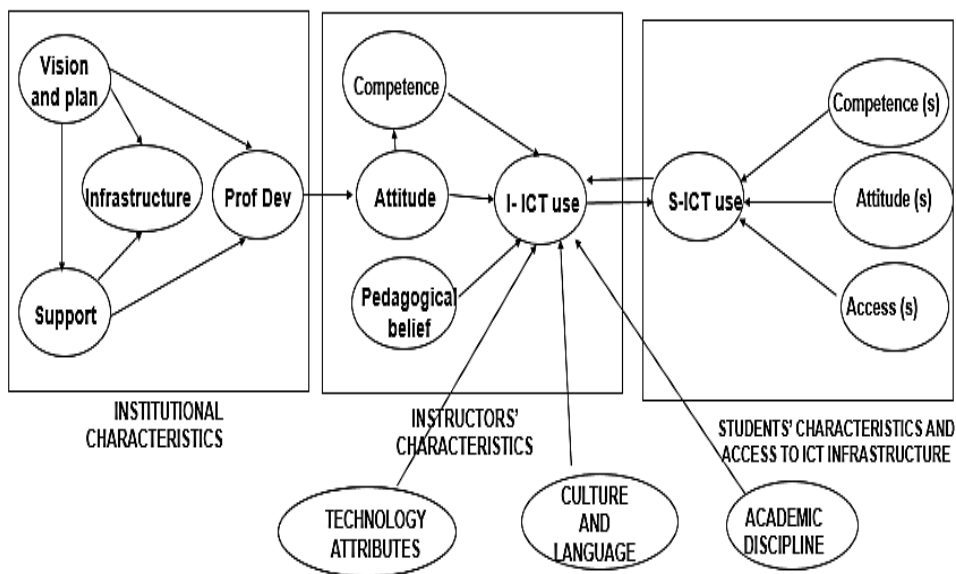 Vision
and plan
Infrastructure
Prof Dev
Support
INSTITUTIONAL
CHARACTERISTICS
Competence
Attitude
I- ICT use
Pedagogical
belief
INSTRUCTORS'
CHARACTERISTICS
S-ICT use
Competence (s)
Attitude (s)
Access (s)
STUDENTS' CHARACTERISTICS AND
ACCESS TO ICT INFRASTRUCTURE
TECHNOLOGY
ATTRIBUTES
CULTURE
AND
LANGUAGE
ACADEMIC
DISCIPLINE